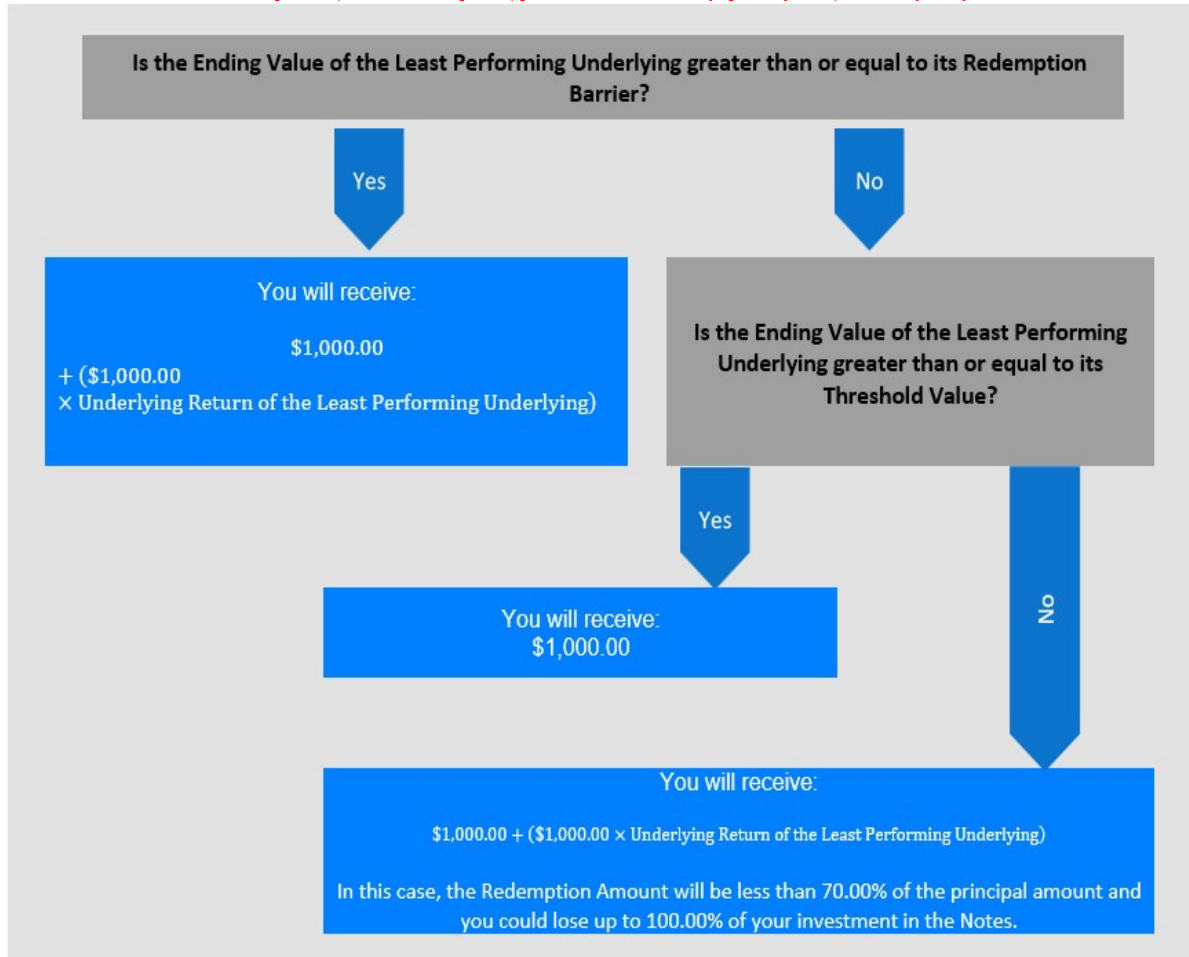 Is the Ending Value of the Least Performing Underlying greater than or equal to its Redemption
Barrier?
Yes
No
You will receive:
$1,000.00
+ ($1,000.00
× Underlying Return of the Least Performing Underlying)
Is the Ending Value of the Least Performing
Underlying greater than or equal to its
Threshold Value?
Yes
No
You will receive:
$1,000.00
You will receive:
$1,000.00 + ($1,000.00 × Underlying Return of the Least Performing Underlying)
In this case, the Redemption Amount will be less than 70.00% of the principal amount and
you could lose up to 100.00% of your investment in the Notes.